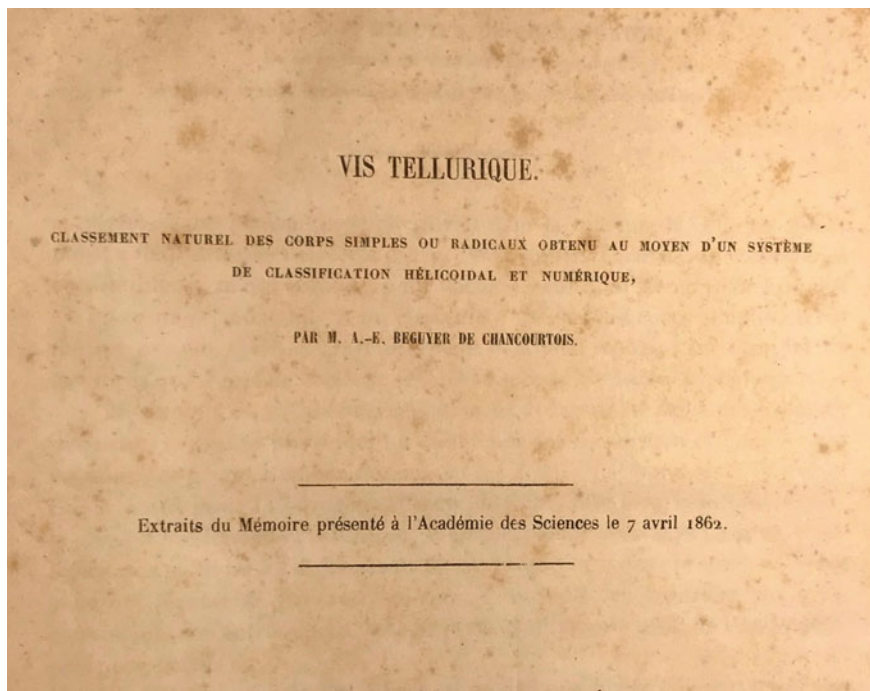 VIS TELLURIQUE.
CLASSEMENT NATUREL DES CORPS SIMPLES OU RADICAUX OBTENU AU MOYEN D'UN SYSTÈME
DE CLASSIFICATION HÉLICOIDAL ET NUMÉRIQUE,
PAR M. A.-E. BEGUYER DE CHANCOURTOIS.
Extraits du Mémoire présenté à l'Académie des Sciences le 7 avril 1862.